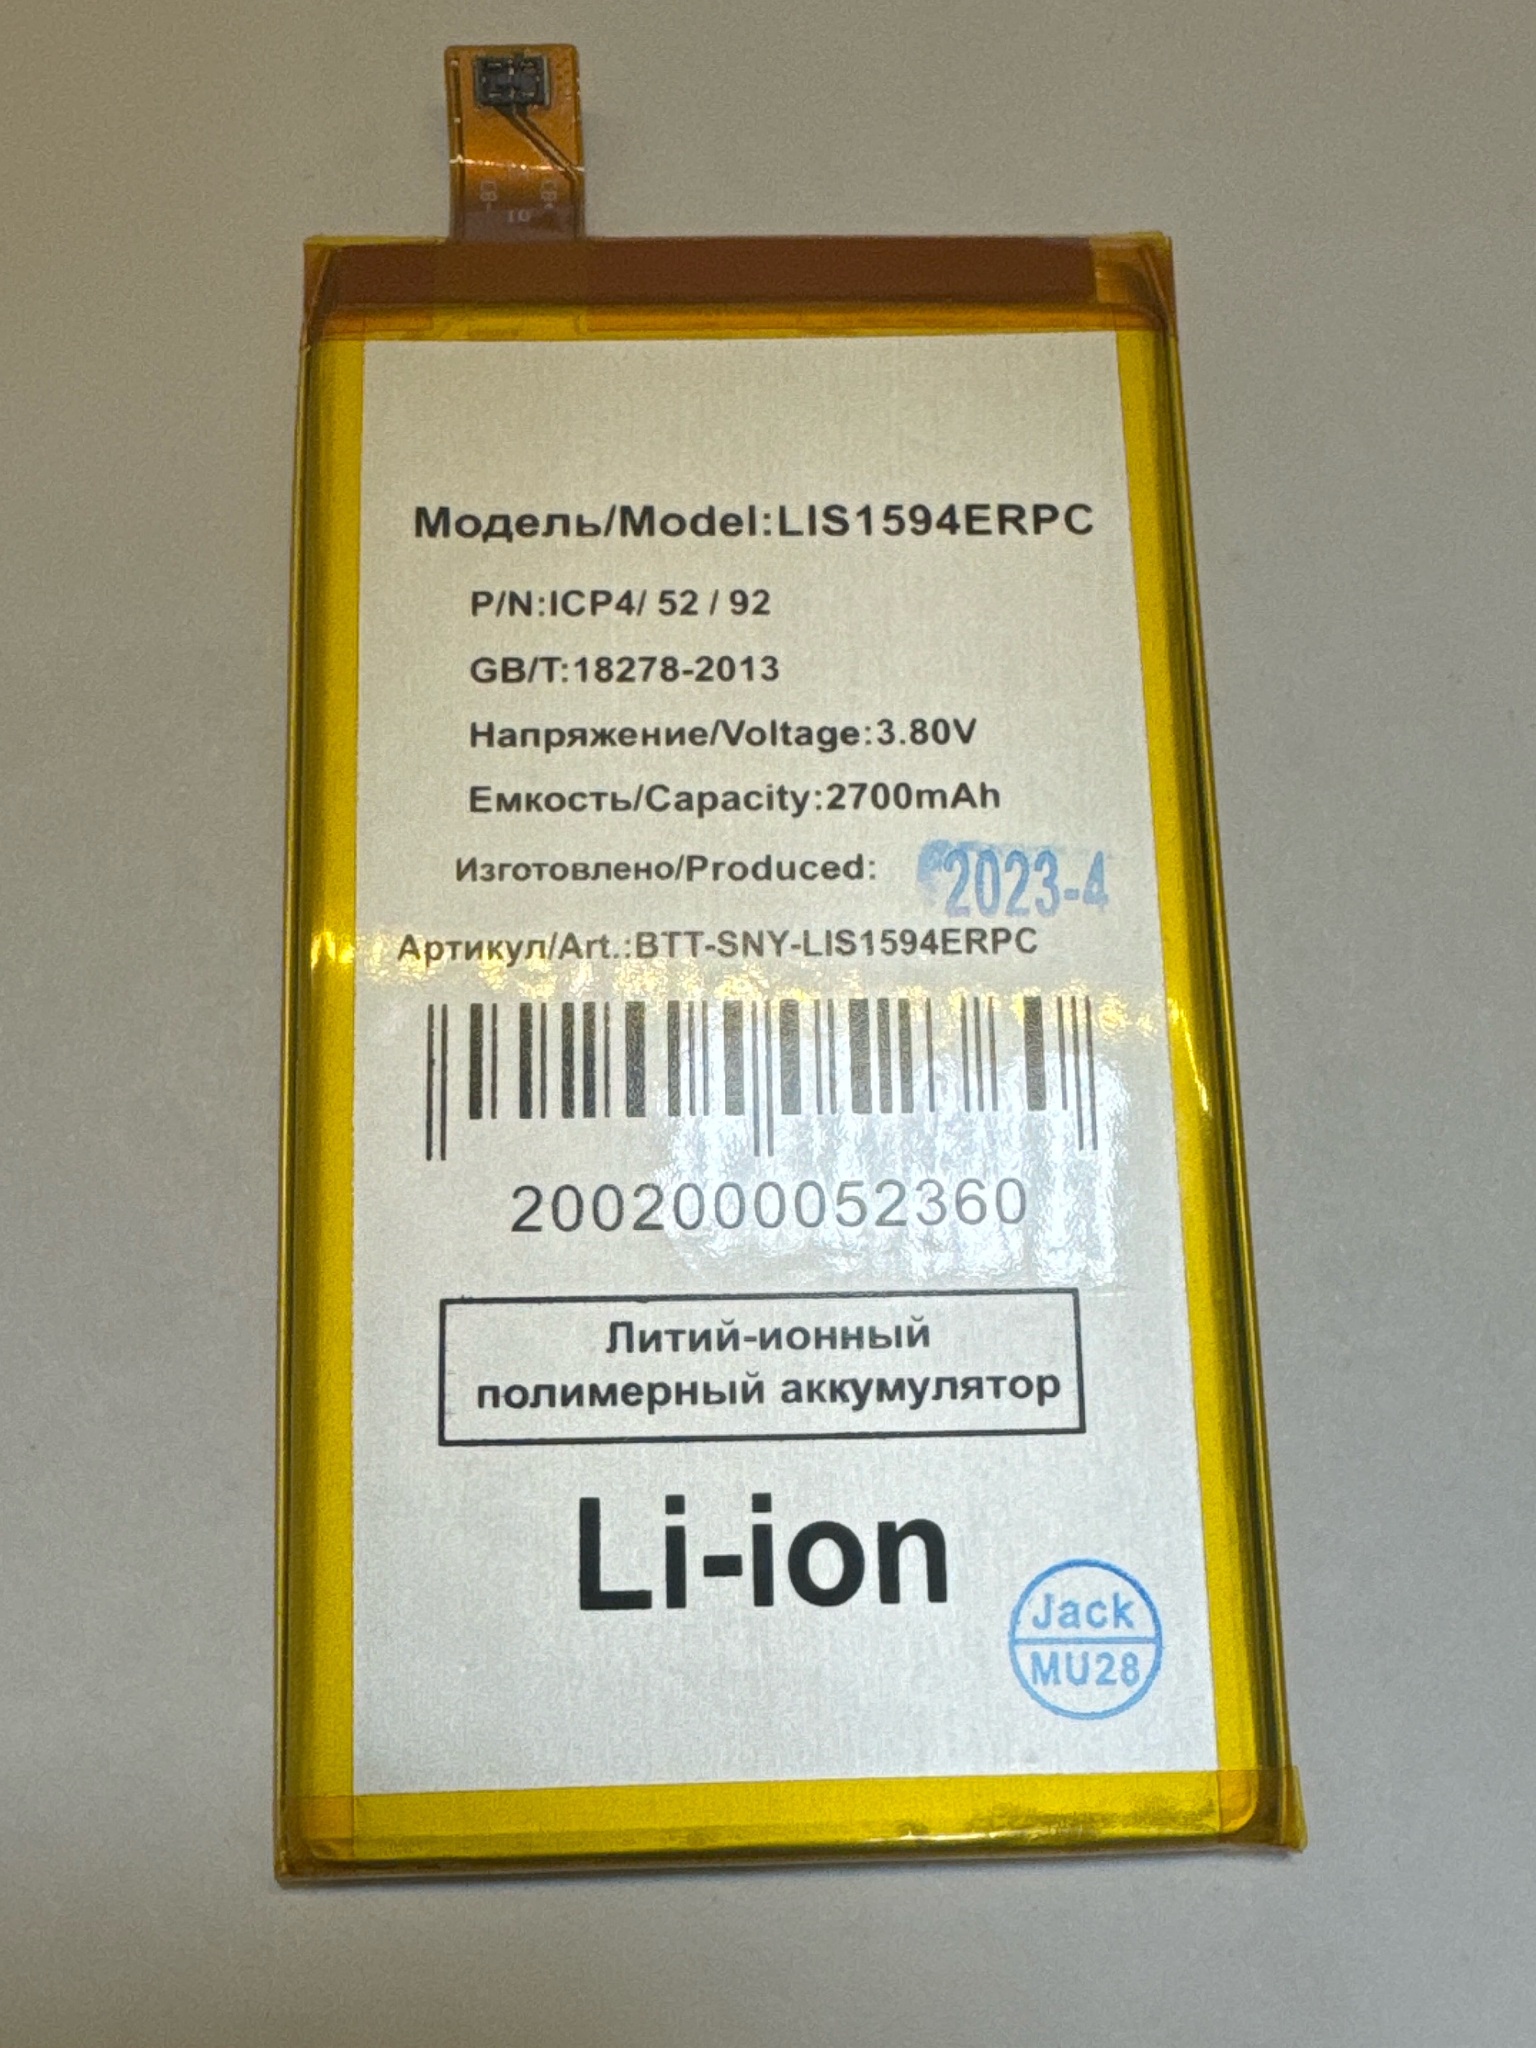 Модель/Model:LIS1594ERPC
P/N:ICP4/ 52 / 92
GB/T:18278-2013
Напряжение/Voltage:3.80V
Емкость/Capacity:2700mAh
Изготовлено/Produced: 2023-4
Артикул/Art.:BTT-SNY-LIS1594ERPC
2002000052360
Литий-ионный
полимерный аккумулятор
Li-ion
Jack
MU28